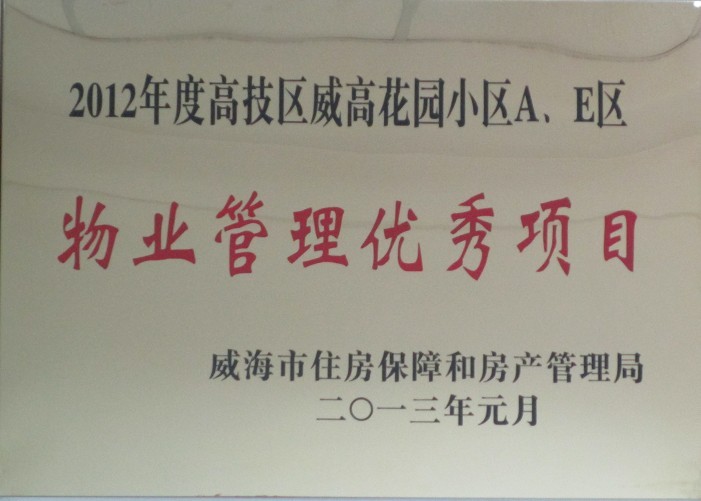 2012年度高技区威高花园小区A、E区
物业管理优秀项目
威海市住房保障和房产管理局
二〇一三年元月